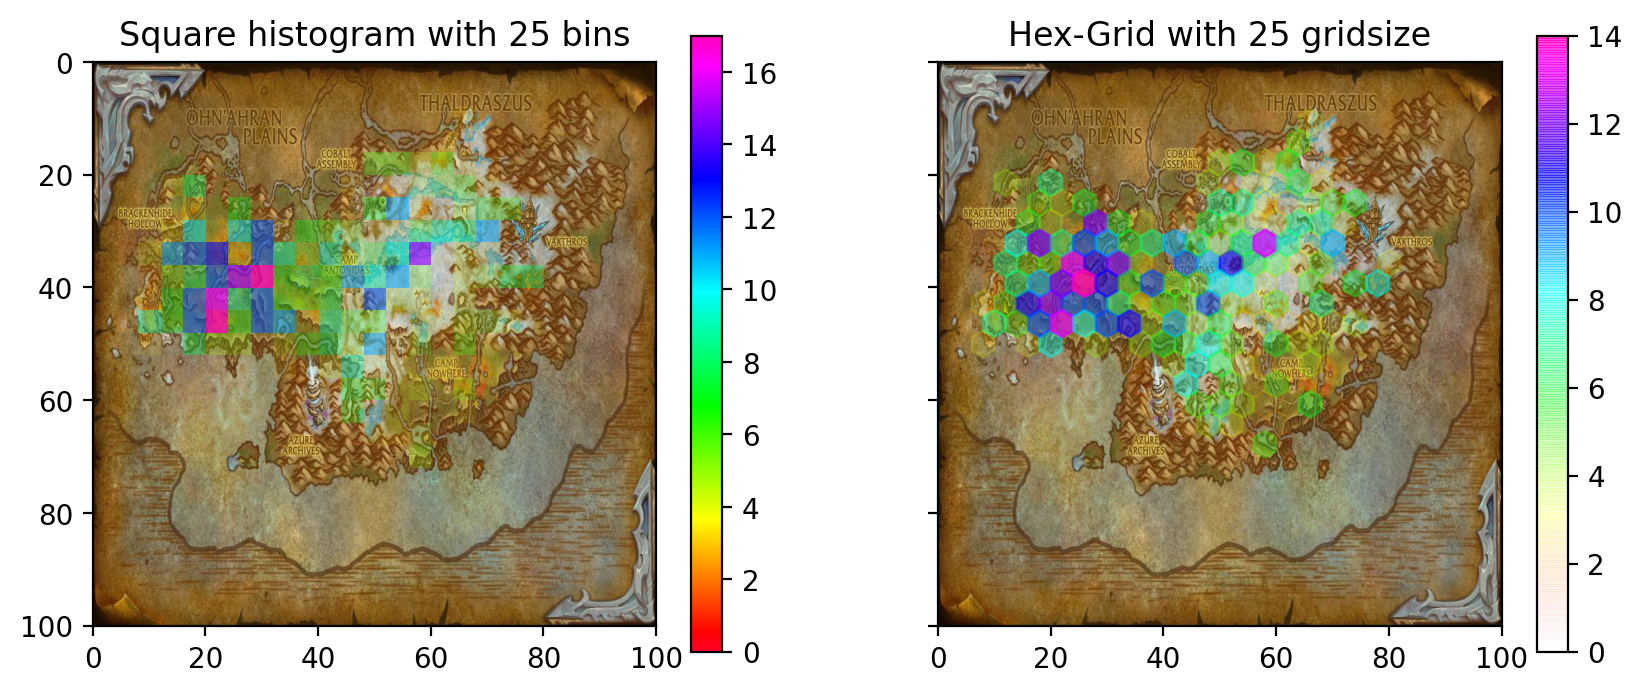 Square histogram with 25 bins
0
20
40
60
80
100
0
20
40
60
80
100
OHN'AHRAN
PLAINS
THALDRASZUS
COBALT
ASSEMBLY
BRACKENHIDE
HOLLOW
VAKTHROS
CAMP
ANTONIDAS
CAMP
NOWHERE
AZURE
ARCHIVES
16
14
12
10
8
6
4
2
0
Hex-Grid with 25 gridsize
0
20
40
60
80
100
OHN'AHRAN
PLAINS
THALDRASZUS
COBALT
ASSEMBLY
BRACKENHIDE
HOLLOW
VAKTHROS
CAMP
ANTONIDAS
CAMP
NOWHERE
AZURE
ARCHIVES
14
12
10
8
6
4
2
0